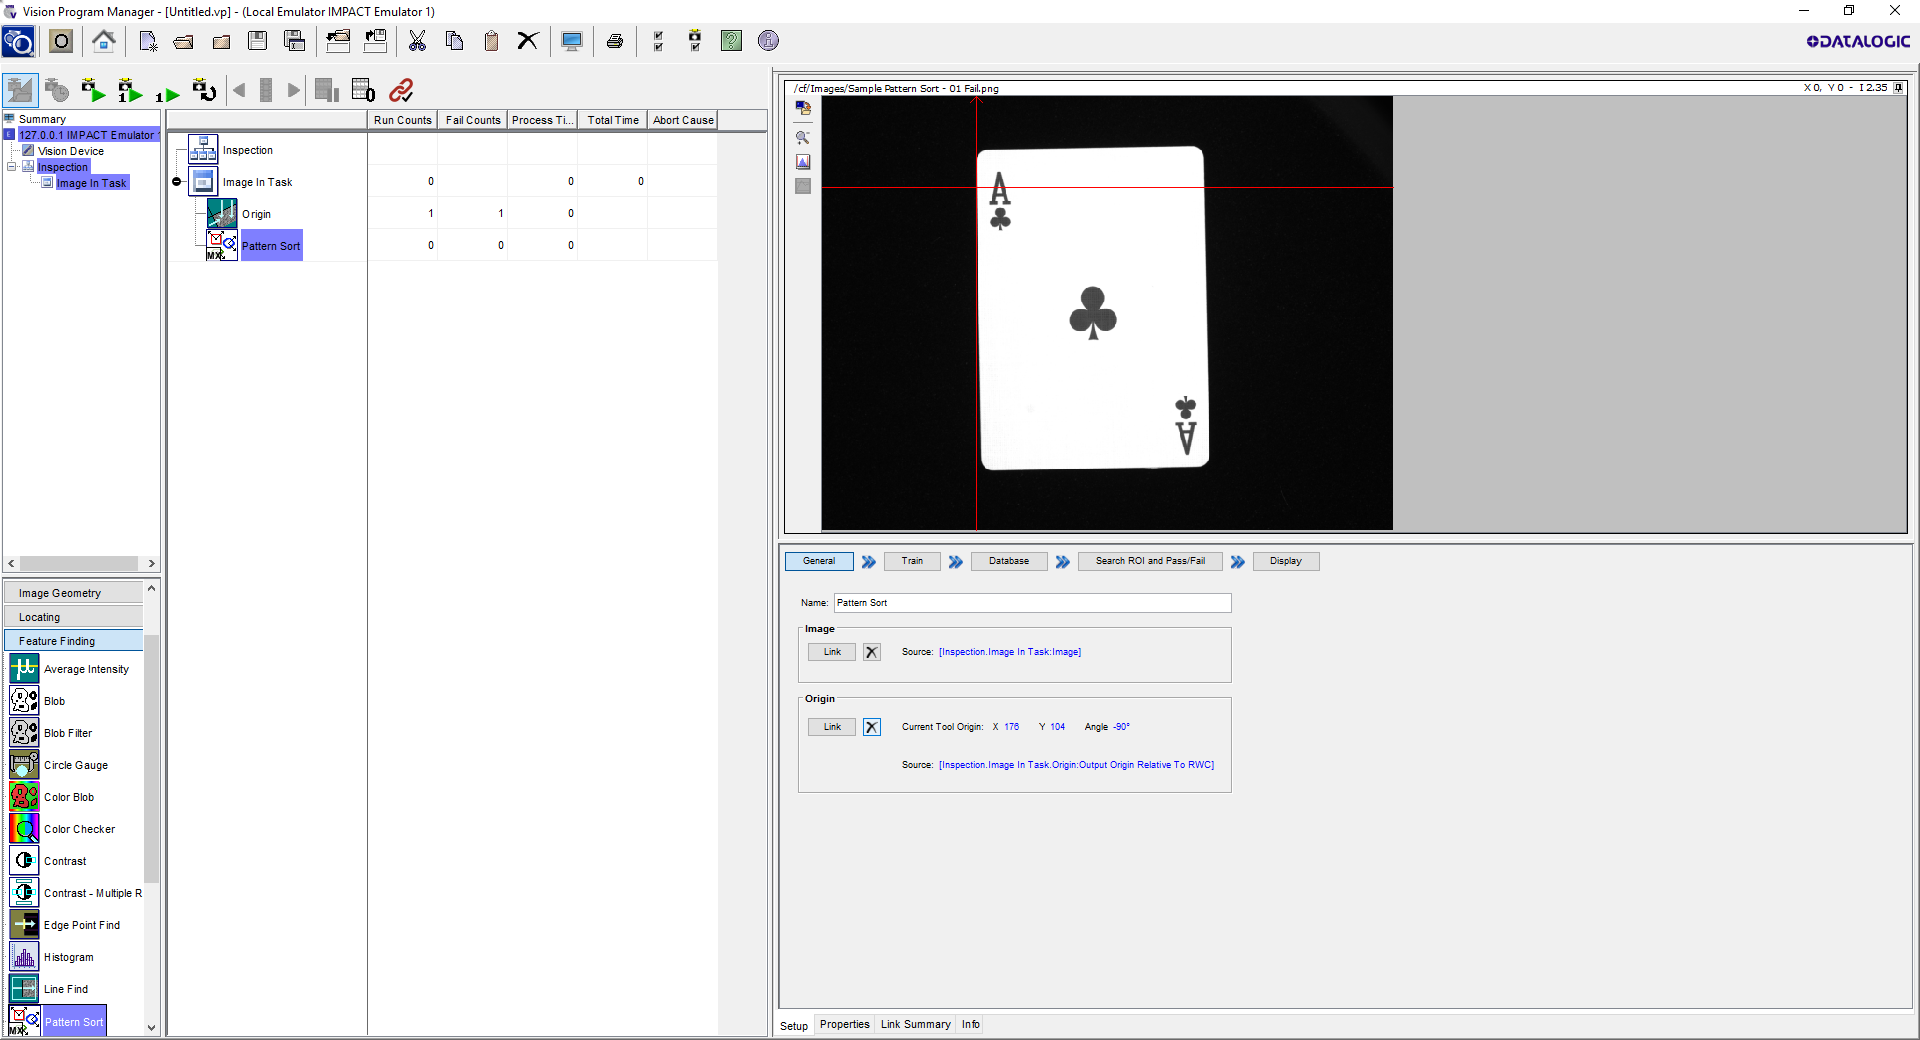 Vision Program Manager - [Untitled.vp] - (Local Emulator IMPACT Emulator 1)
DATALOGIC
Summary
127.0.0.1 IMPACT Emulator
Vision Device
Inspection
Image In Task
Run Counts Fail Counts Process Ti... Total Time Abort Cause
Inspection
Image In Task 0 0 0
Origin 1 1 0
Pattern Sort 0 0 0
MX
/cf/Images/Sample Pattern Sort - 01 Fail.png X 0, Y 0 - I 2.35
A
A
Image Geometry
Locating
Feature Finding
Average Intensity
Blob
Blob Filter
Circle Gauge
Color Blob
Color Checker
Contrast
Contrast - Multiple R
Edge Point Find
Histogram
Line Find
Pattern Sort
MX
General Train Database Search ROI and Pass/Fail Display
Name: Pattern Sort
Image
Link Source: [Inspection.Image In Task:Image]
Origin
Link Current Tool Origin: X 176 Y 104 Angle -90°
Source: [Inspection.Image In Task.Origin:Output Origin Relative To RWC]
Setup Properties Link Summary Info